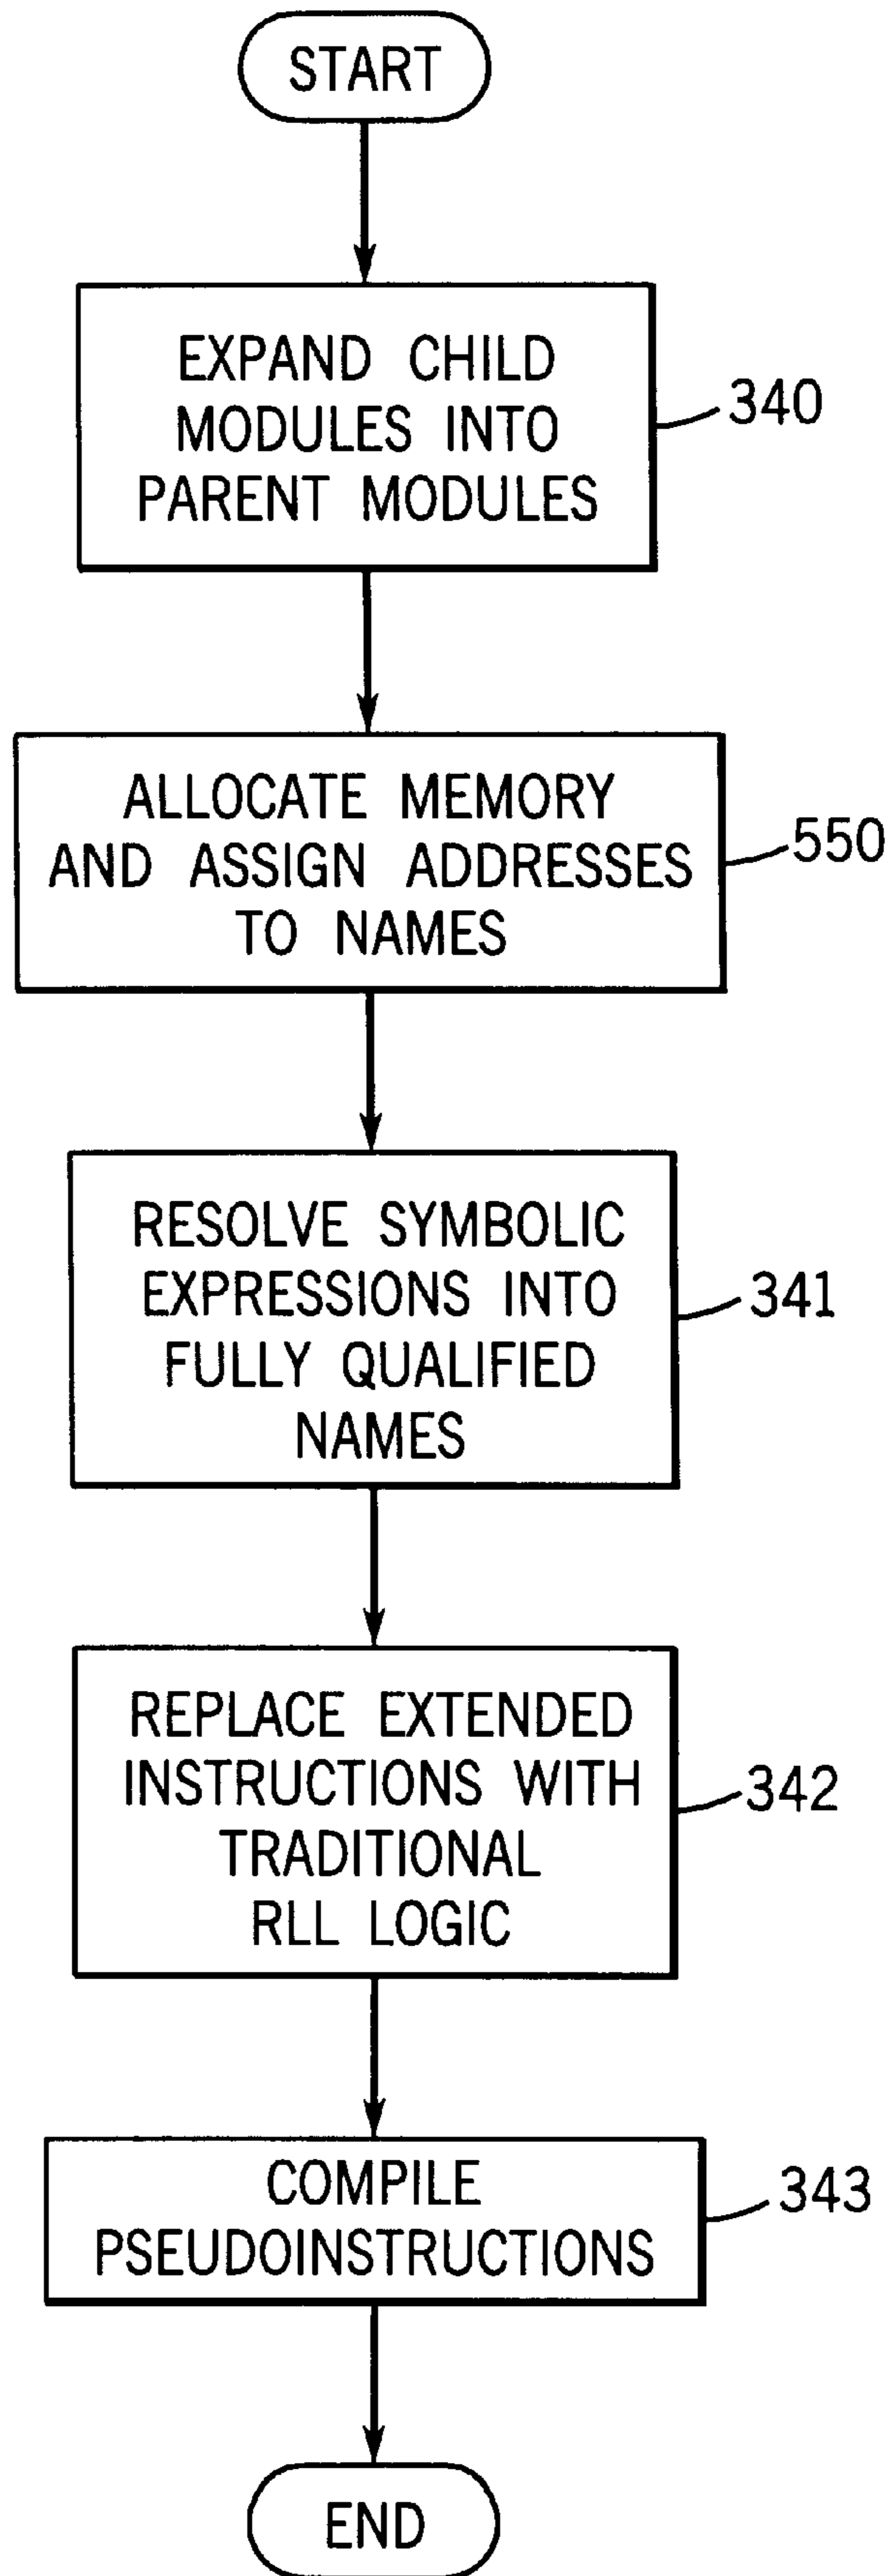 START
EXPAND CHILD
MODULES INTO
PARENT MODULES
340
ALLOCATE MEMORY
AND ASSIGN ADDRESSES
TO NAMES
550
RESOLVE SYMBOLIC
EXPRESSIONS INTO
FULLY QUALIFIED
NAMES
341
REPLACE EXTENDED
INSTRUCTIONS WITH
TRADITIONAL
RLL LOGIC
342
COMPILE
PSEUDOINSTRUCTIONS
343
END